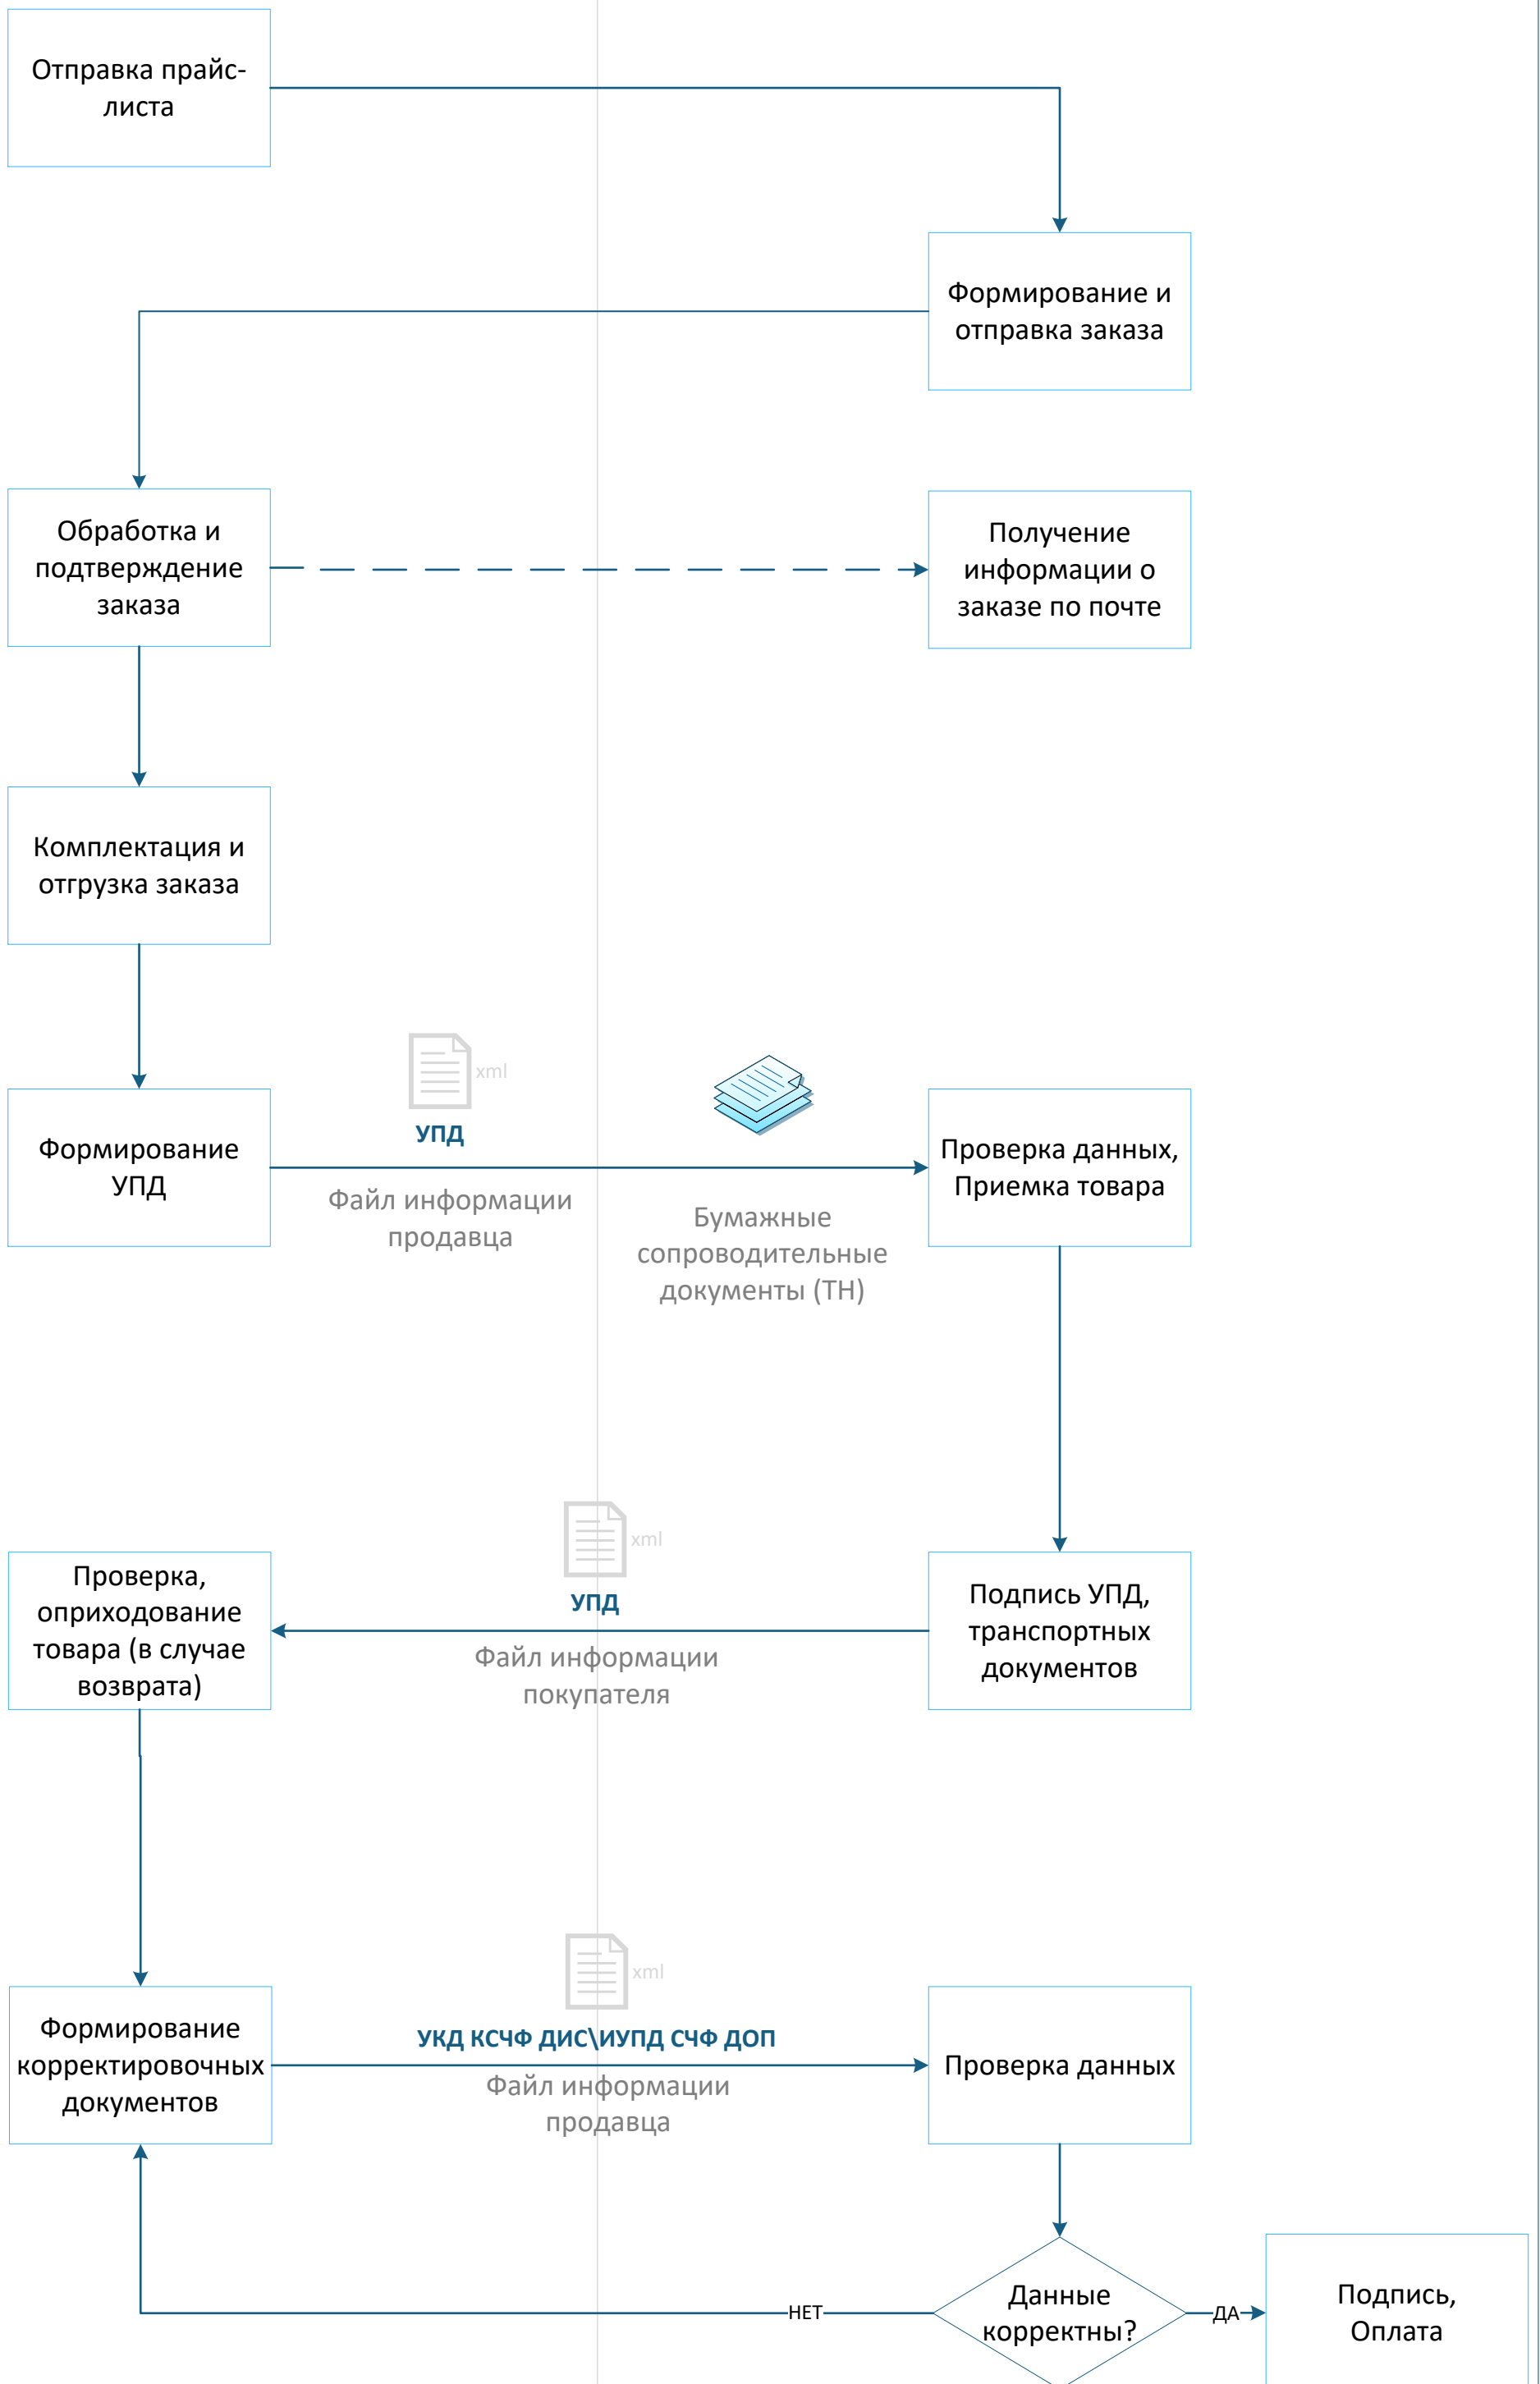 Отправка прайс-
листа
Формирование и
отправка заказа
Обработка и
подтверждение
заказа
Получение
информации о
заказе по почте
Комплектация и
отгрузка заказа
Формирование
УПД
xml
УПД
Файл информации
продавца
Бумажные
сопроводительные
документы (ТН)
Проверка данных,
Приемка товара
Проверка,
оприходование
товара (в случае
возврата)
xml
УПД
Файл информации
покупателя
Подпись УПД,
транспортных
документов
Формирование
корректировочных
документов
xml
УКД КСЧФ ДИС\ИУПД СЧФ ДОП
Файл информации
продавца
Проверка данных
НЕТ
Данные
корректны?
ДА
Подпись,
Оплата